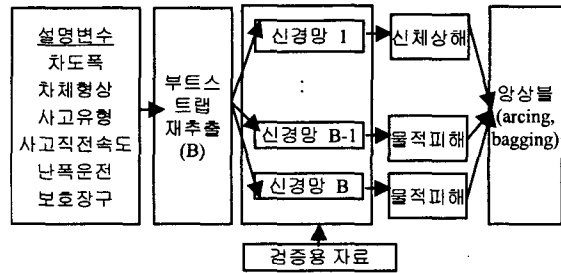 설명변수
차도폭
차체형상
사고유형
사고직전속도
난폭운전
보호장구
부트스
트랩
재추출
(B)
신경망 1
:
신경망 B-1
신경망 B
신체상해
물적피해
물적피해
앙상블
(arcing,
bagging)
검증용 자료